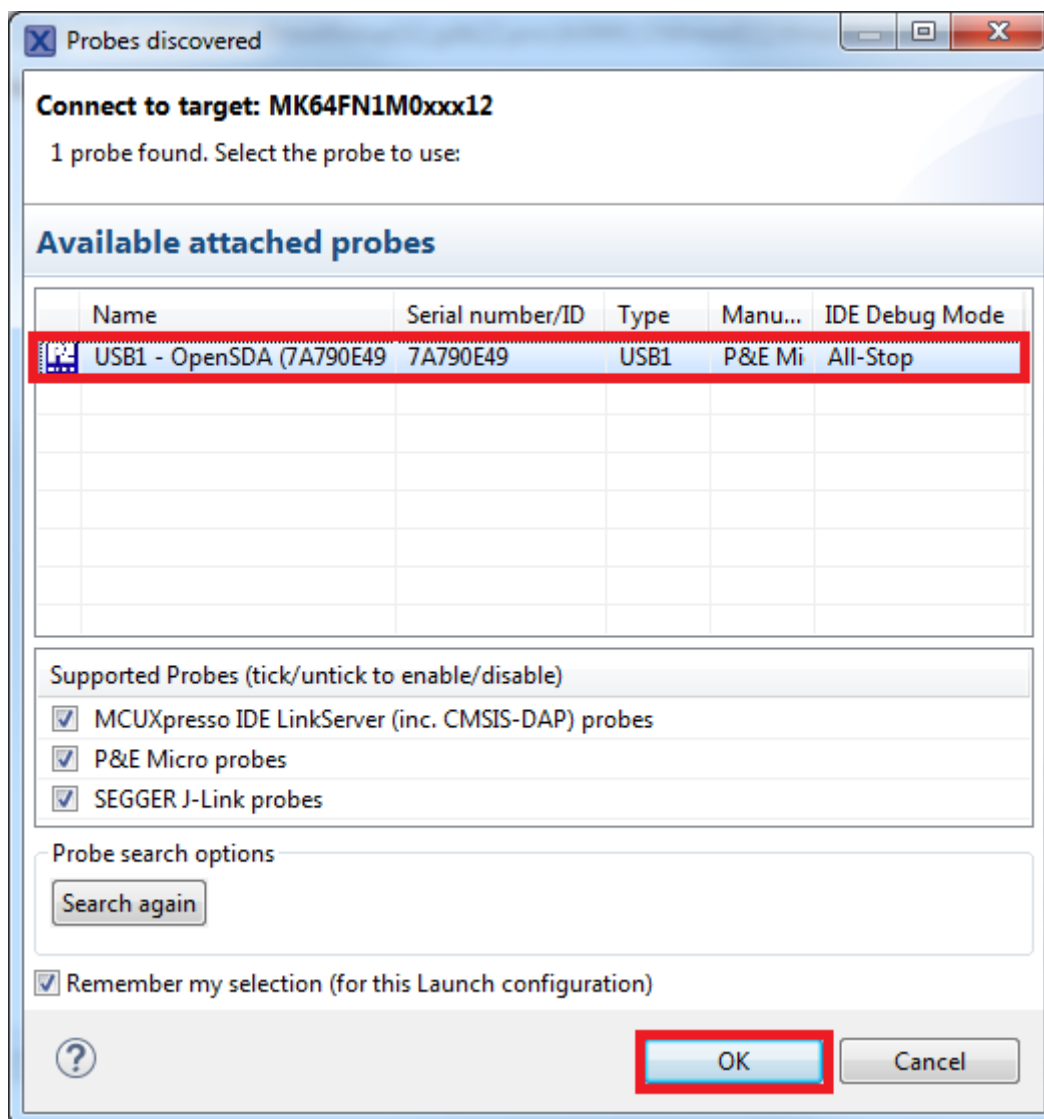 Probes discovered
Connect to target: MK64FN1M0xxx12
1 probe found. Select the probe to use:
Available attached probes
Name Serial number/ID Type Manu... IDE Debug Mode
USB1 - OpenSDA (7A790E49 7A790E49 USB1 P&E Mi All-Stop
Supported Probes (tick/untick to enable/disable)
MCUXpresso IDE LinkServer (inc. CMSIS-DAP) probes
P&E Micro probes
SEGGER J-Link probes
Probe search options
Search again
Remember my selection (for this Launch configuration)
? OK Cancel